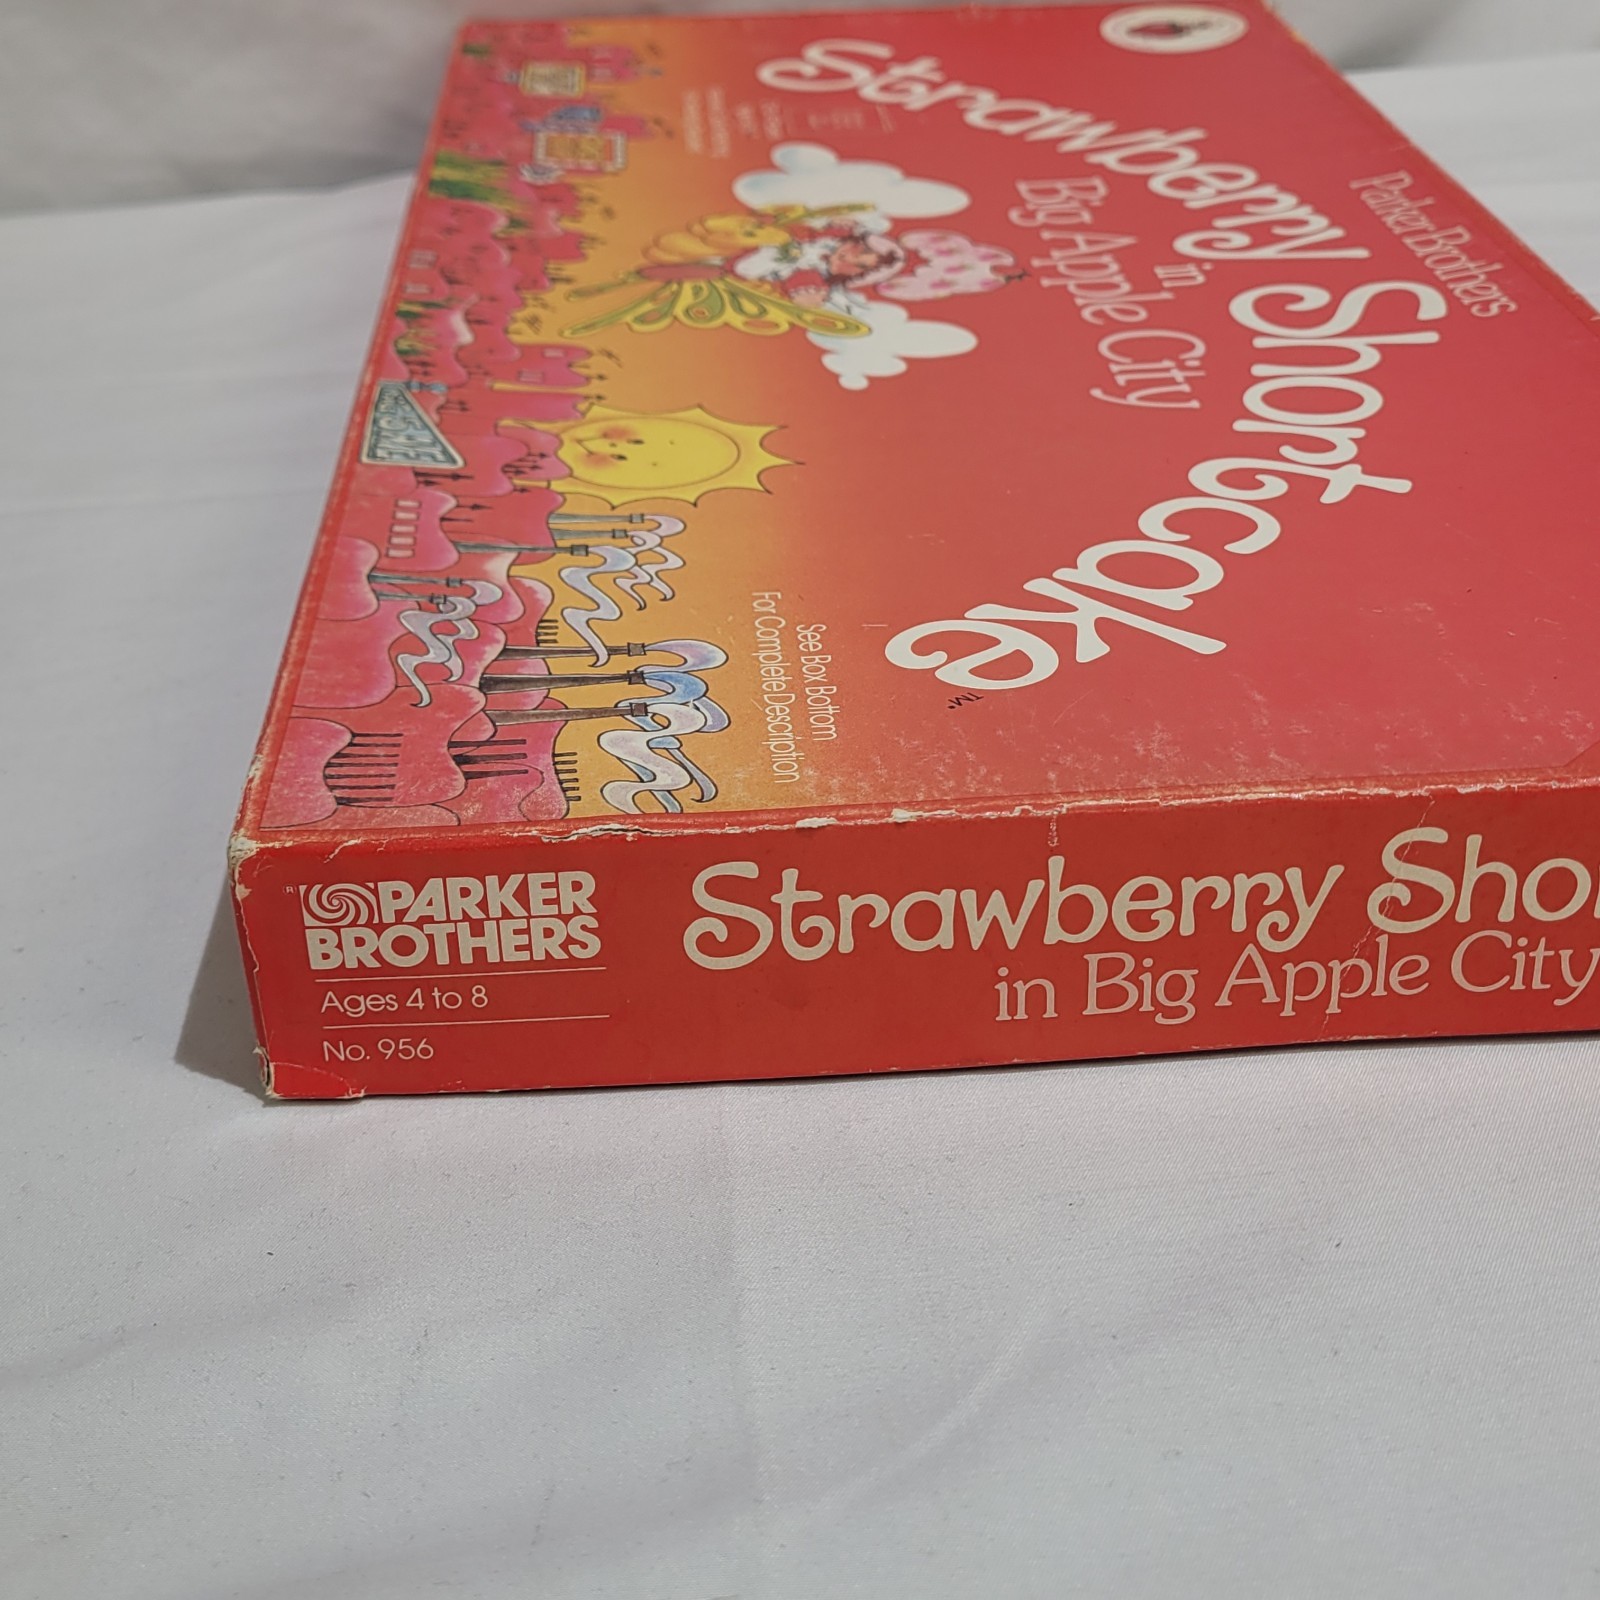 Parker Brothers
Strawberry Shortcake
TM
in
Big Apple City
See Box Bottom
For Complete Description
PARKER
BROTHERS
Ages 4 to 8
No. 956
Strawberry Sho
in Big Apple City